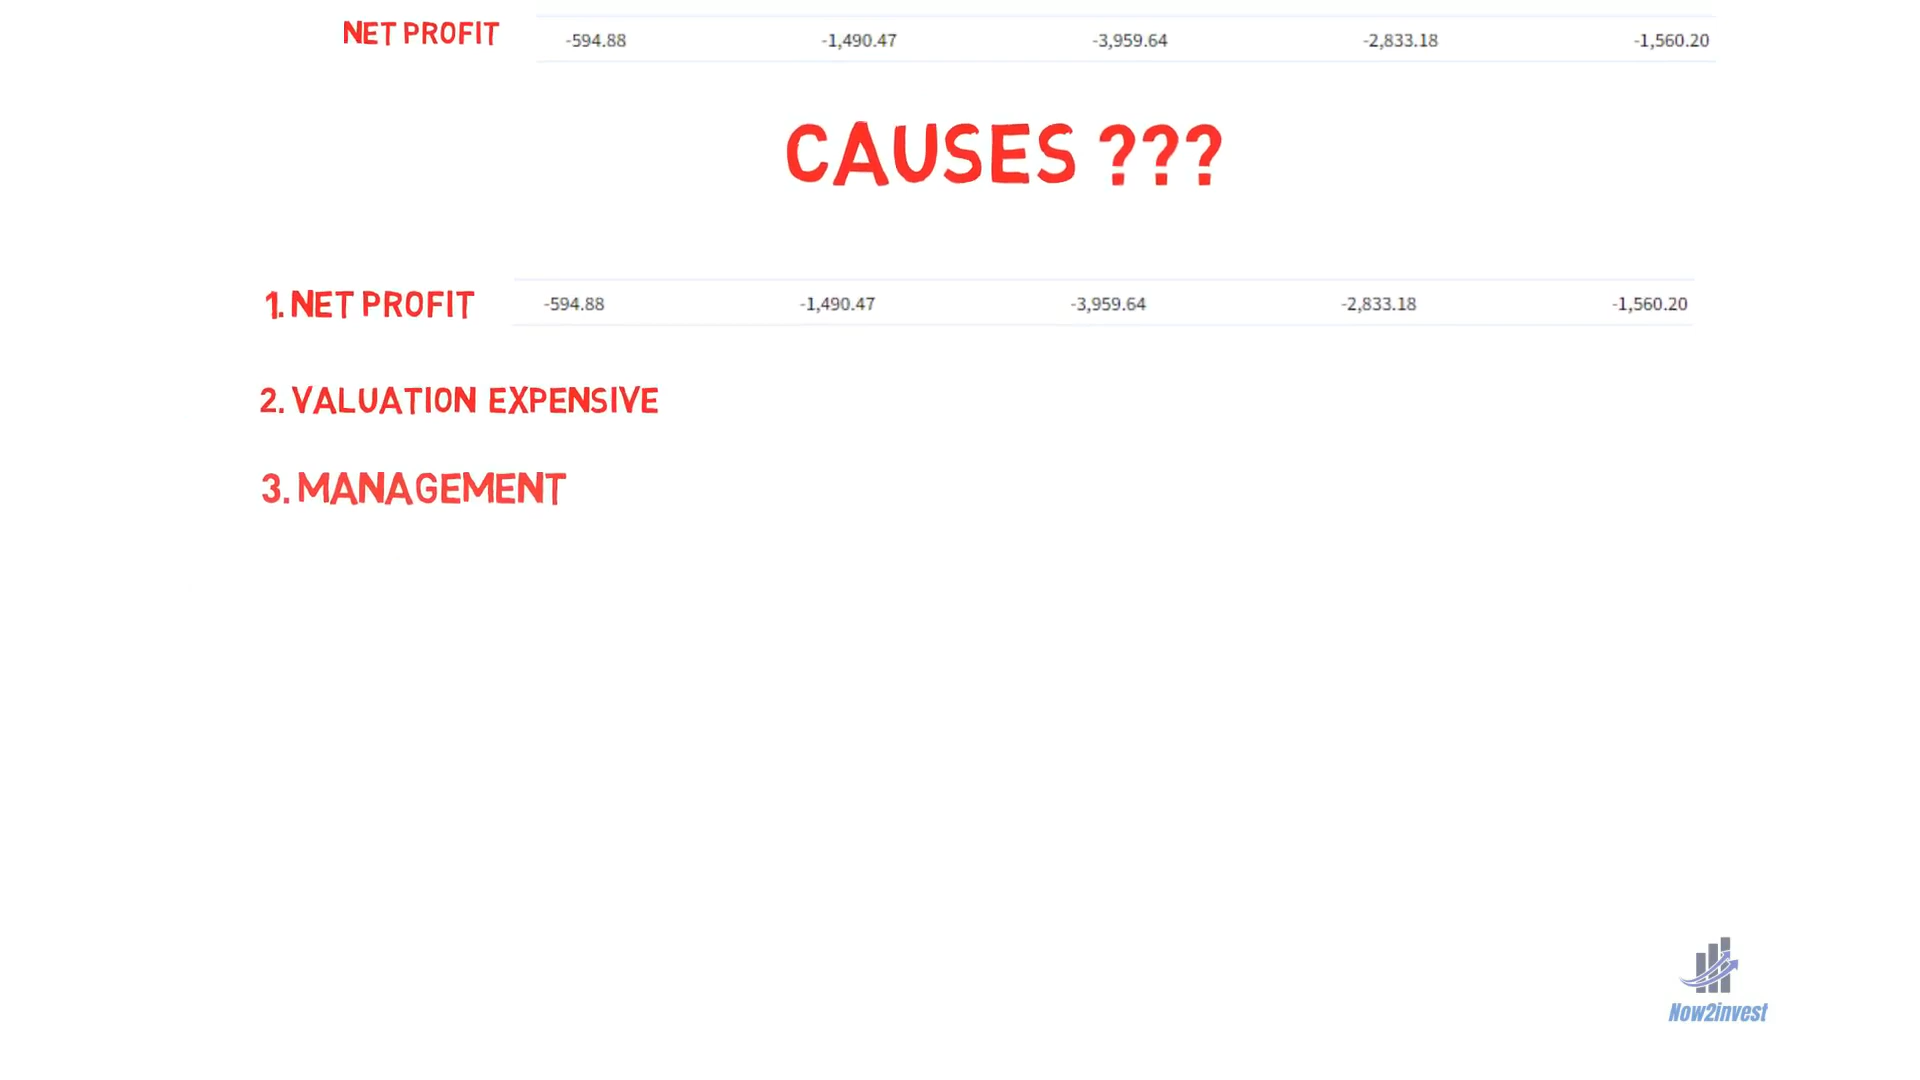 NET PROFIT -594.88 -1,490.47 -3,959.64 -2,833.18 -1,560.20
CAUSES ???
1. NET PROFIT -594.88 -1,490.47 -3,959.64 -2,833.18 -1,560.20
2. VALUATION EXPENSIVE
3. MANAGEMENT
Now2invest